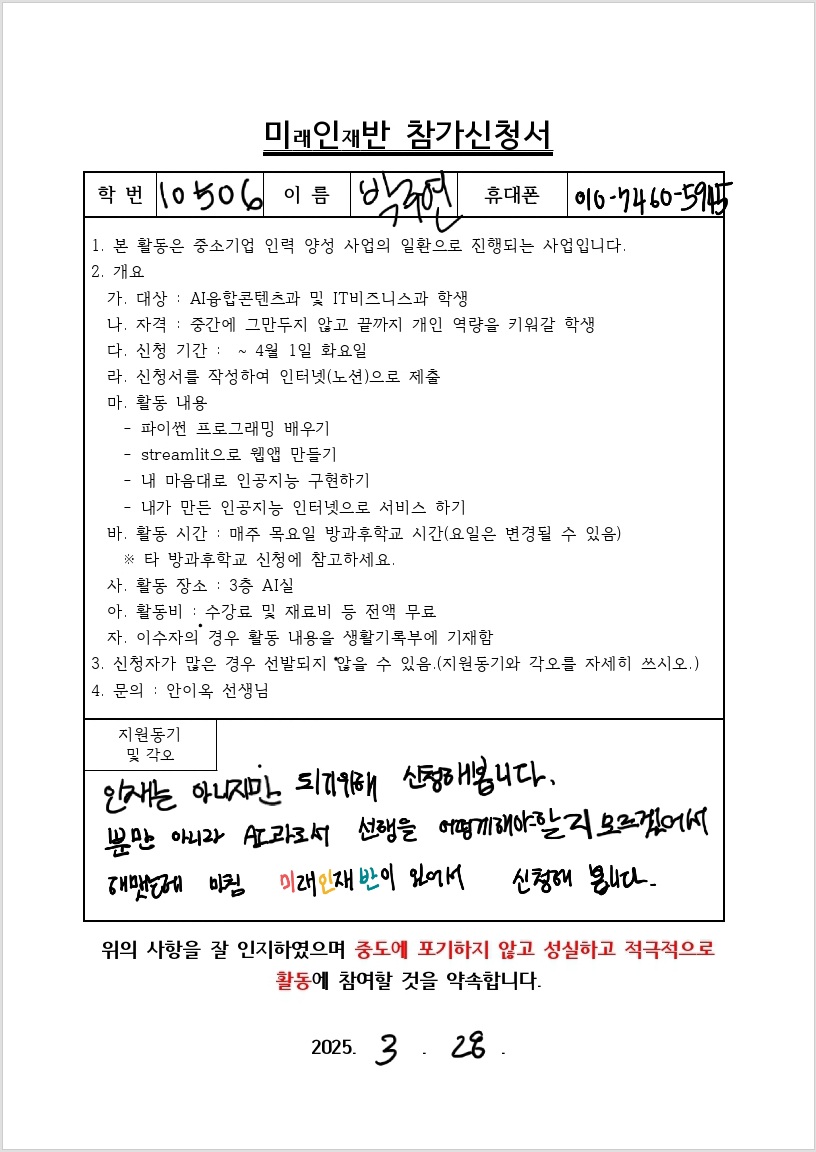 미래인재반 참가신청서
학 번 10506 이 름 박주연 휴대폰 010-7460-5945
1. 본 활동은 중소기업 인력 양성 사업의 일환으로 진행되는 사업입니다.
2. 개요
가. 대상 : AI융합콘텐츠과 및 IT비즈니스과 학생
나. 자격 : 중간에 그만두지 않고 끝까지 개인 역량을 키워갈 학생
다. 신청 기간 : ~ 4월 1일 화요일
라. 신청서를 작성하여 인터넷(노션)으로 제출
마. 활동 내용
- 파이썬 프로그래밍 배우기
- streamlit으로 웹앱 만들기
- 내 마음대로 인공지능 구현하기
- 내가 만든 인공지능 인터넷으로 서비스 하기
바. 활동 시간 : 매주 목요일 방과후학교 시간(요일은 변경될 수 있음)
※ 타 방과후학교 신청에 참고하세요.
사. 활동 장소 : 3층 AI실
아. 활동비 : 수강료 및 재료비 등 전액 무료
자. 이수자의 경우 활동 내용을 생활기록부에 기재함
3. 신청자가 많은 경우 선발되지 않을 수 있음.(지원동기와 각오를 자세히 쓰시오.)
4. 문의 : 안이옥 선생님
지원동기
및 각오
인재는 아니지만 되기위해 신청해봅니다.
뿐만 아니라 AI과로서 선행을 어떻게해야할지 모르겠어서
해맸는데 마침 미래인재반이 있어서 신청해 봅니다.
위의 사항을 잘 인지하였으며 중도에 포기하지 않고 성실하고 적극적으로
활동에 참여할 것을 약속합니다.
2025. 3 . 28 .